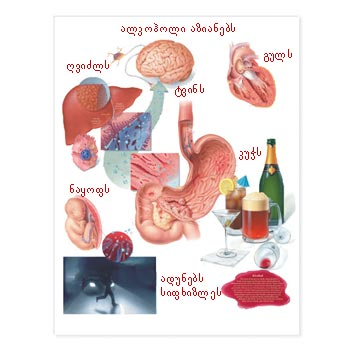 ალკოჰოლი აზიანებს
ღვიძლს
გულს
ტვინს
კუჭს
ნაყოფს
ადუნებს
სიფხიზლეს